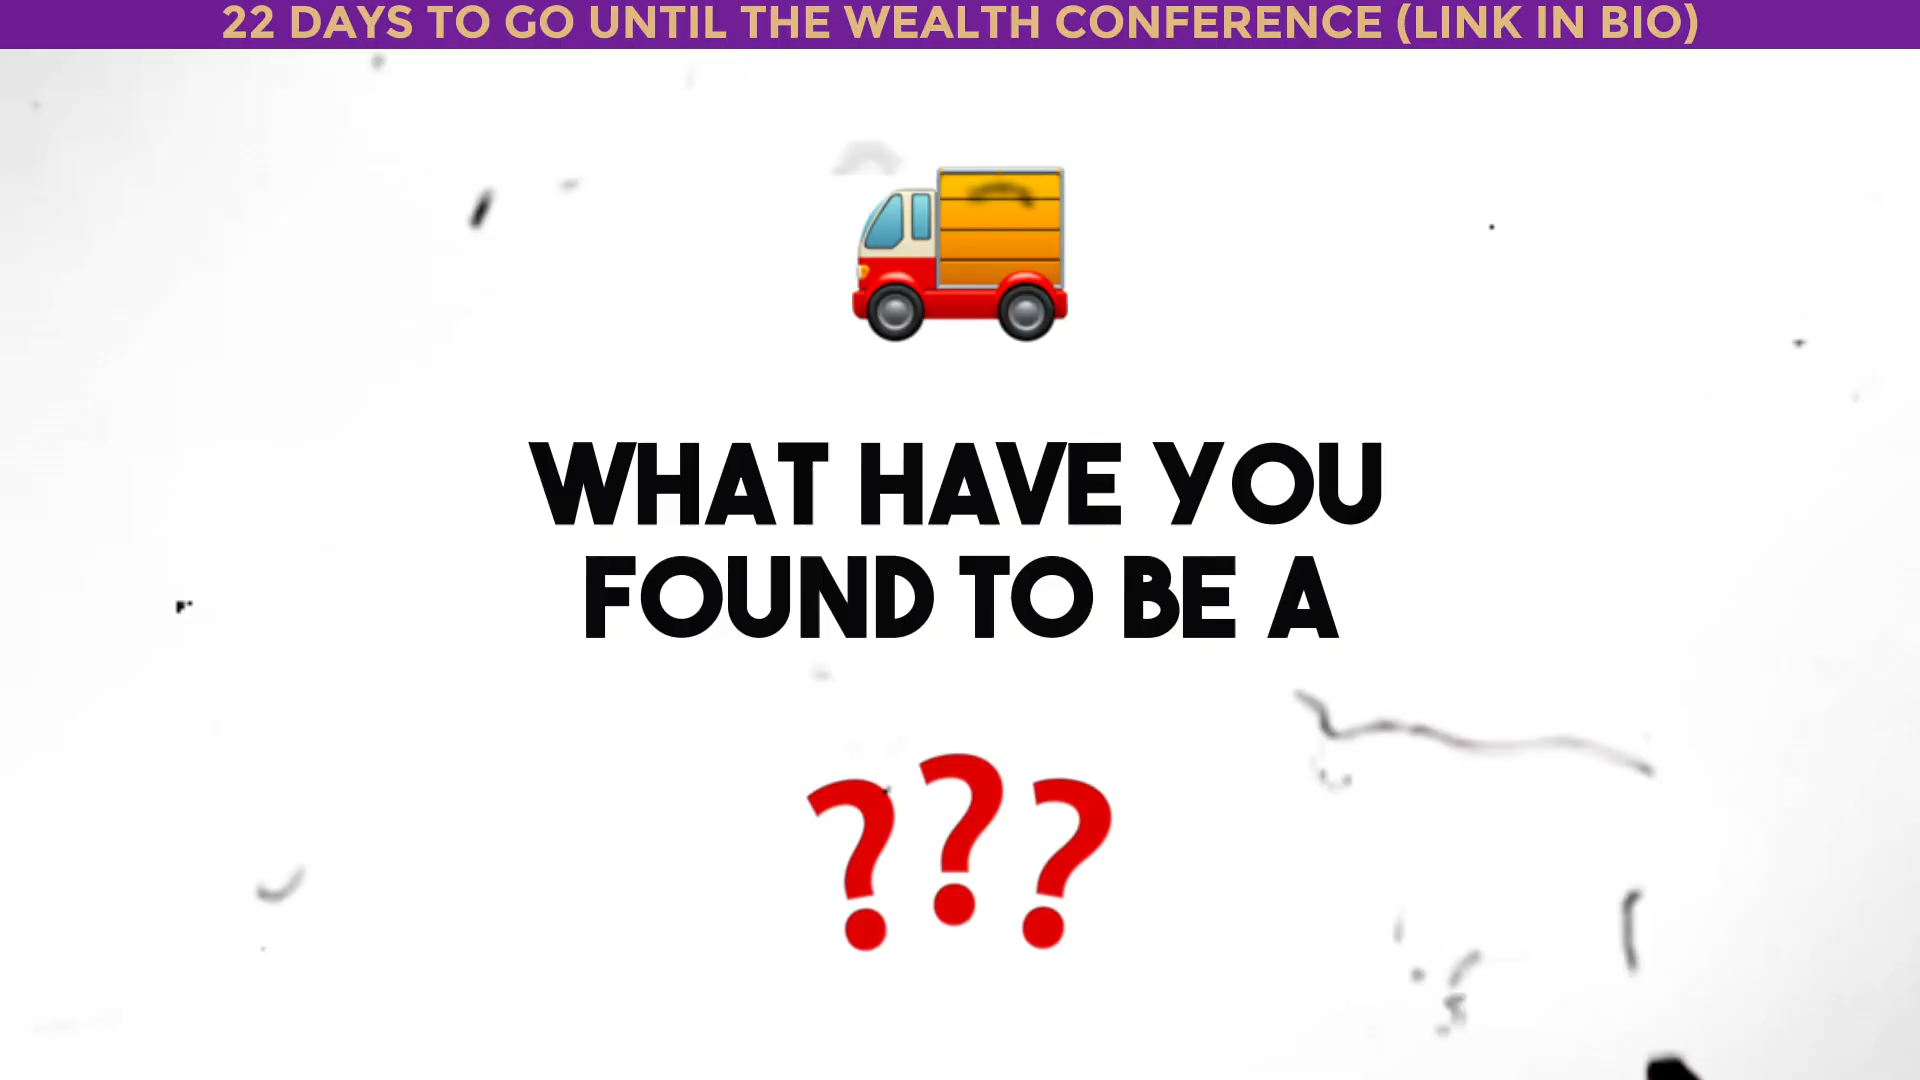 22 DAYS TO GO UNTIL THE WEALTH CONFERENCE (LINK IN BIO)
WHAT HAVE YOU
FOUND TO BE A
???